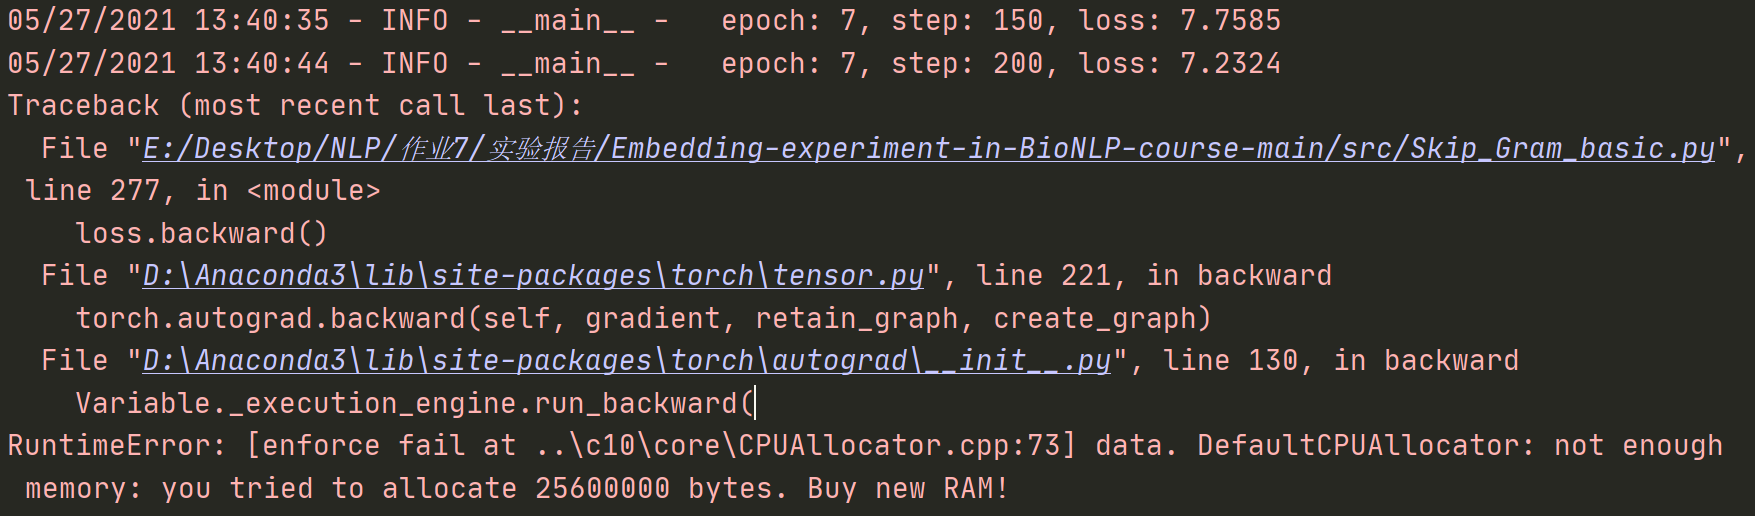 05/27/2021 13:40:35 - INFO - __main__ -   epoch: 7, step: 150, loss: 7.7585
05/27/2021 13:40:44 - INFO - __main__ -   epoch: 7, step: 200, loss: 7.2324
Traceback (most recent call last):
  File "E:/Desktop/NLP/作业7/实验报告/Embedding-experiment-in-BioNLP-course-main/src/Skip_Gram_basic.py",
 line 277, in <module>
    loss.backward()
  File "D:\Anaconda3\lib\site-packages\torch\tensor.py", line 221, in backward
    torch.autograd.backward(self, gradient, retain_graph, create_graph)
  File "D:\Anaconda3\lib\site-packages\torch\autograd\__init__.py", line 130, in backward
    Variable._execution_engine.run_backward(
RuntimeError: [enforce fail at ..\c10\core\CPUAllocator.cpp:73] data. DefaultCPUAllocator: not enough
 memory: you tried to allocate 25600000 bytes. Buy new RAM!